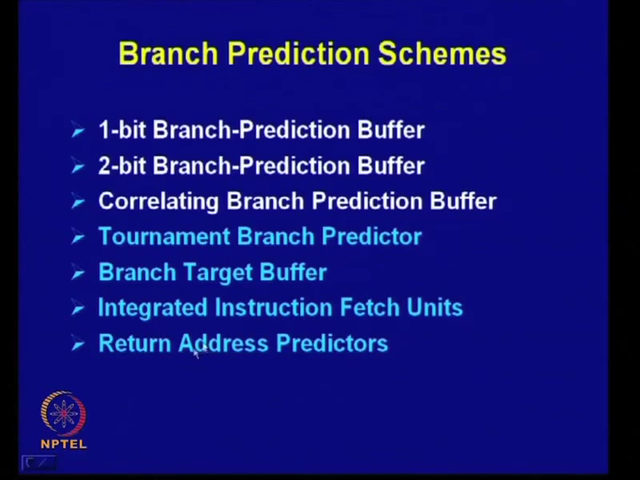 Branch Prediction Schemes
1-bit Branch-Prediction Buffer
2-bit Branch-Prediction Buffer
Correlating Branch Prediction Buffer
Tournament Branch Predictor
Branch Target Buffer
Integrated Instruction Fetch Units
Return Address Predictors
NPTEL